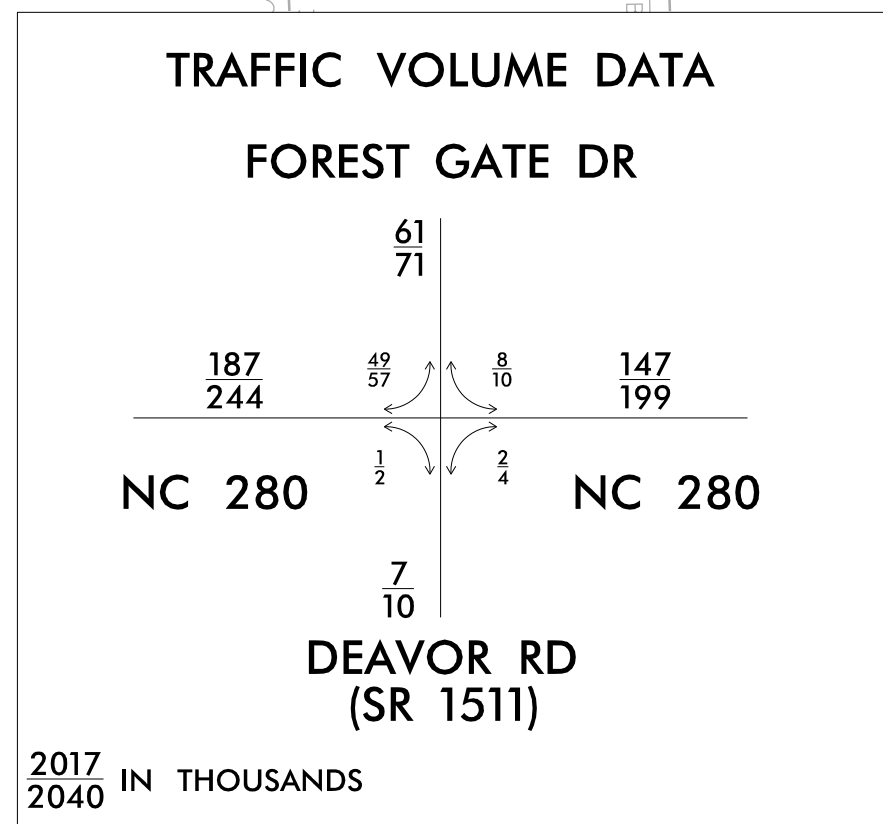 TRAFFIC VOLUME DATA
FOREST GATE DR
61
71
187
244
49
57
8
10
147
199
1
2
2
4
NC 280
NC 280
7
10
DEAVOR RD
(SR 1511)
2017
2040
IN THOUSANDS